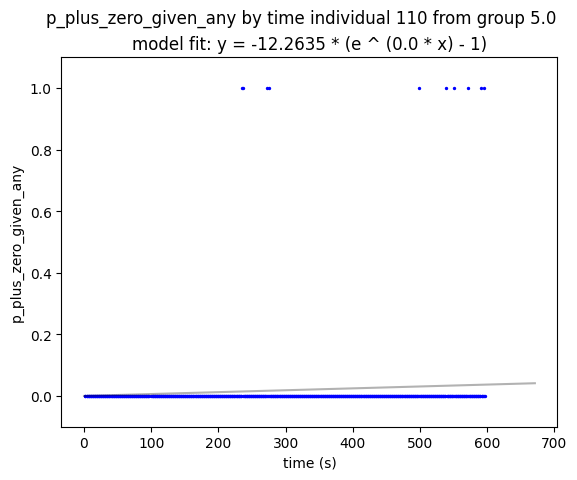 p_plus_zero_given_any by time individual 110 from group 5.0
model fit: y = -12.2635 * (e ^ (0.0 * x) - 1)
1.0
0.8
0.6
0.4
0.2
0.0
p_plus_zero_given_any
0 100 200 300 400 500 600 700
time (s)